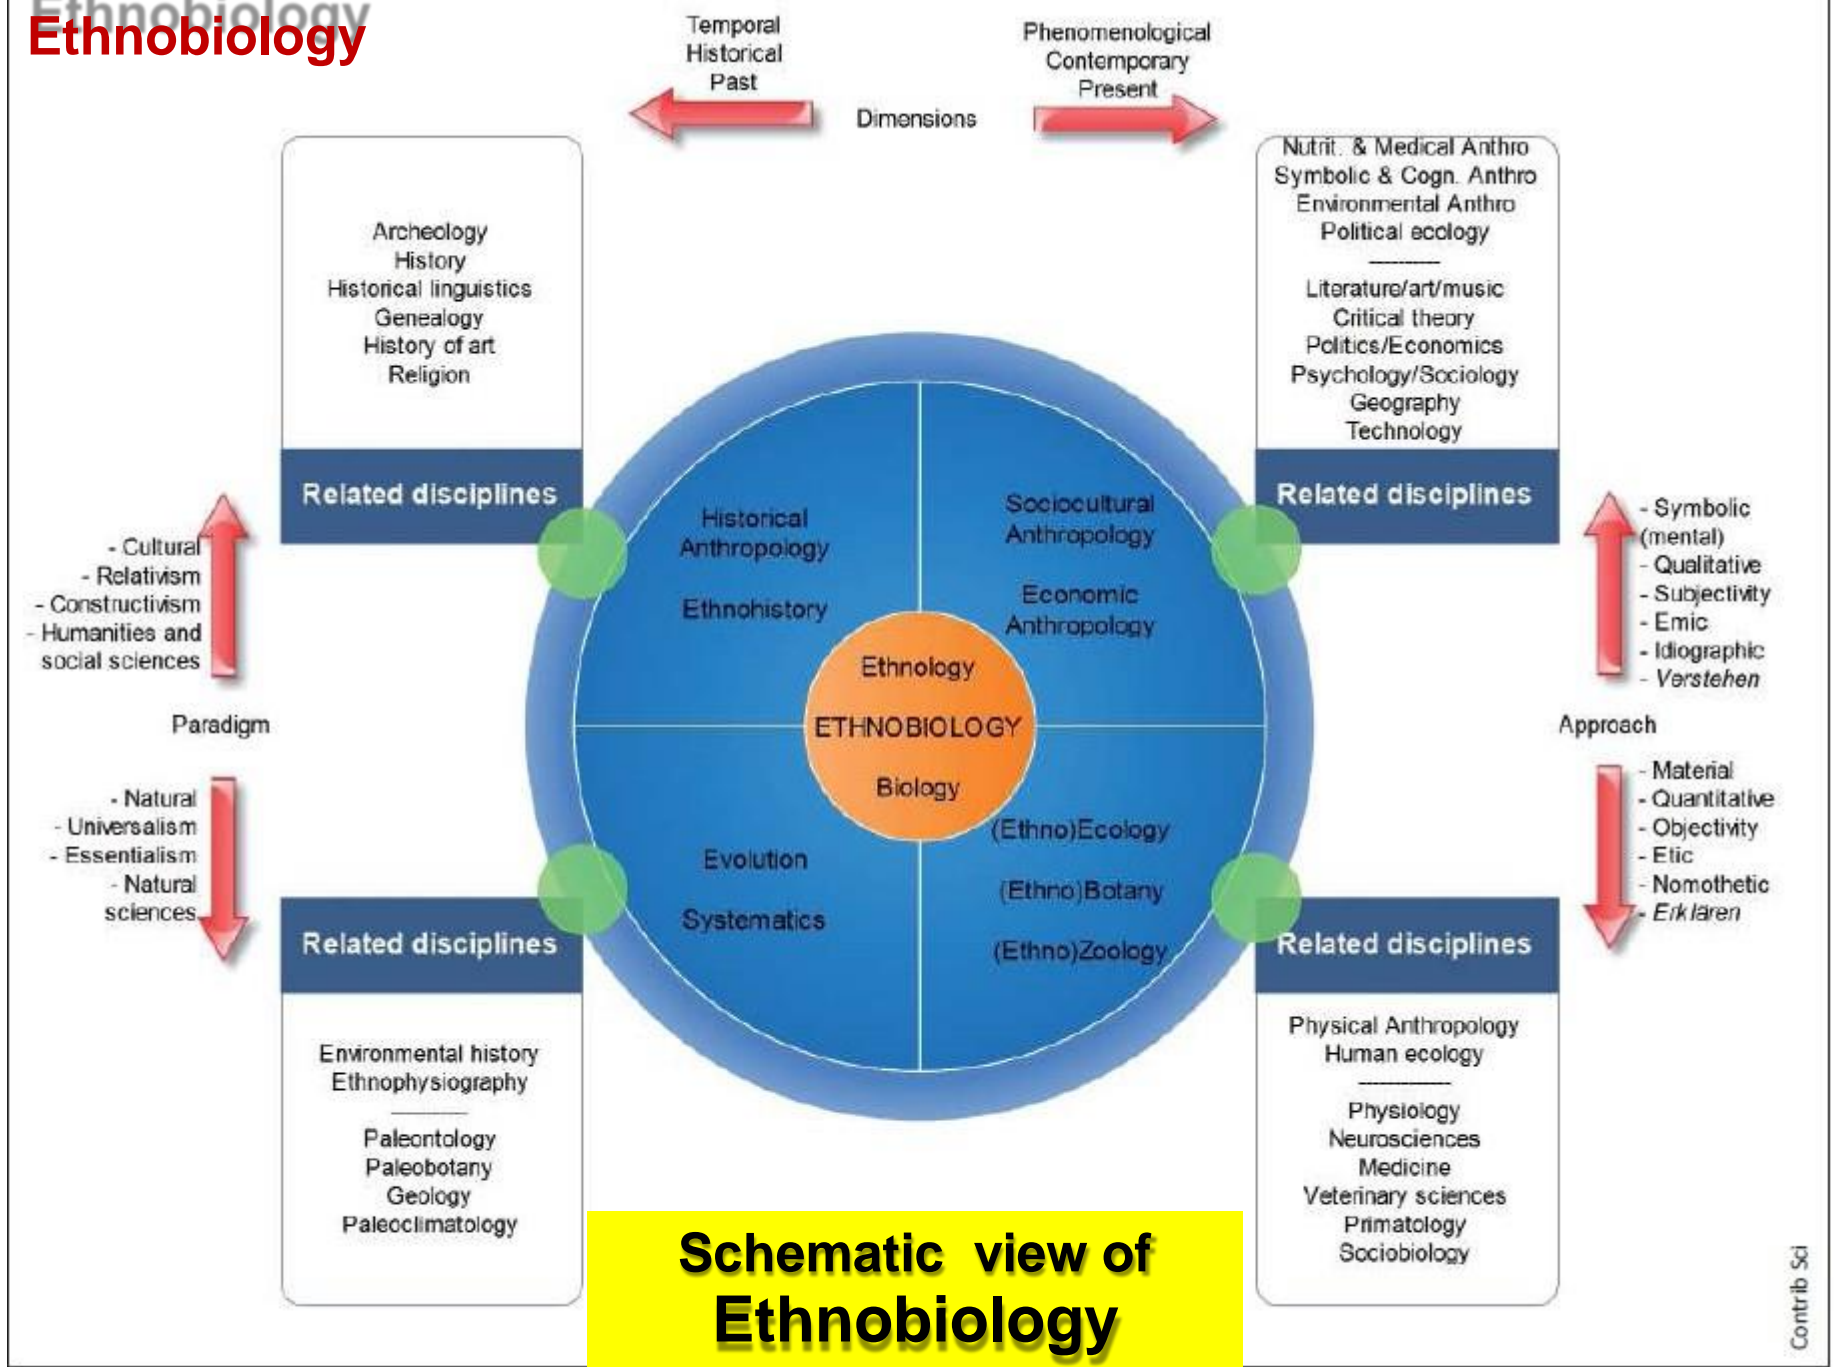 Ethnobiology
Temporal
Historical
Past
Dimensions
Phenomenological
Contemporary
Present
Archeology
History
Historical linguistics
Genealogy
History of art
Religion
Related disciplines
Nutrit. & Medical Anthro
Symbolic & Cogn. Anthro
Environmental Anthro
Political ecology
----------
Literature/art/music
Critical theory
Politics/Economics
Psychology/Sociology
Geography
Technology
Related disciplines
- Cultural
- Relativism
- Constructivism
- Humanities and
social sciences
Paradigm
- Natural
- Universalism
- Essentialism
- Natural
sciences
Historical
Anthropology
Ethnohistory
Sociocultural
Anthropology
Economic
Anthropology
Ethnology
ETHNOBIOLOGY
Biology
Evolution
Systematics
(Ethno)Ecology
(Ethno)Botany
(Ethno)Zoology
- Symbolic
(mental)
- Qualitative
- Subjectivity
- Emic
- Idiographic
- Verstehen
Approach
- Material
- Quantitative
- Objectivity
- Etic
- Nomothetic
- Erklären
Related disciplines
Environmental history
Ethnophysiography
-----------
Paleontology
Paleobotany
Geology
Paleoclimatology
Related disciplines
Physical Anthropology
Human ecology
-------------
Physiology
Neurosciences
Medicine
Veterinary sciences
Primatology
Sociobiology
Schematic view of
Ethnobiology
Contrib Sci